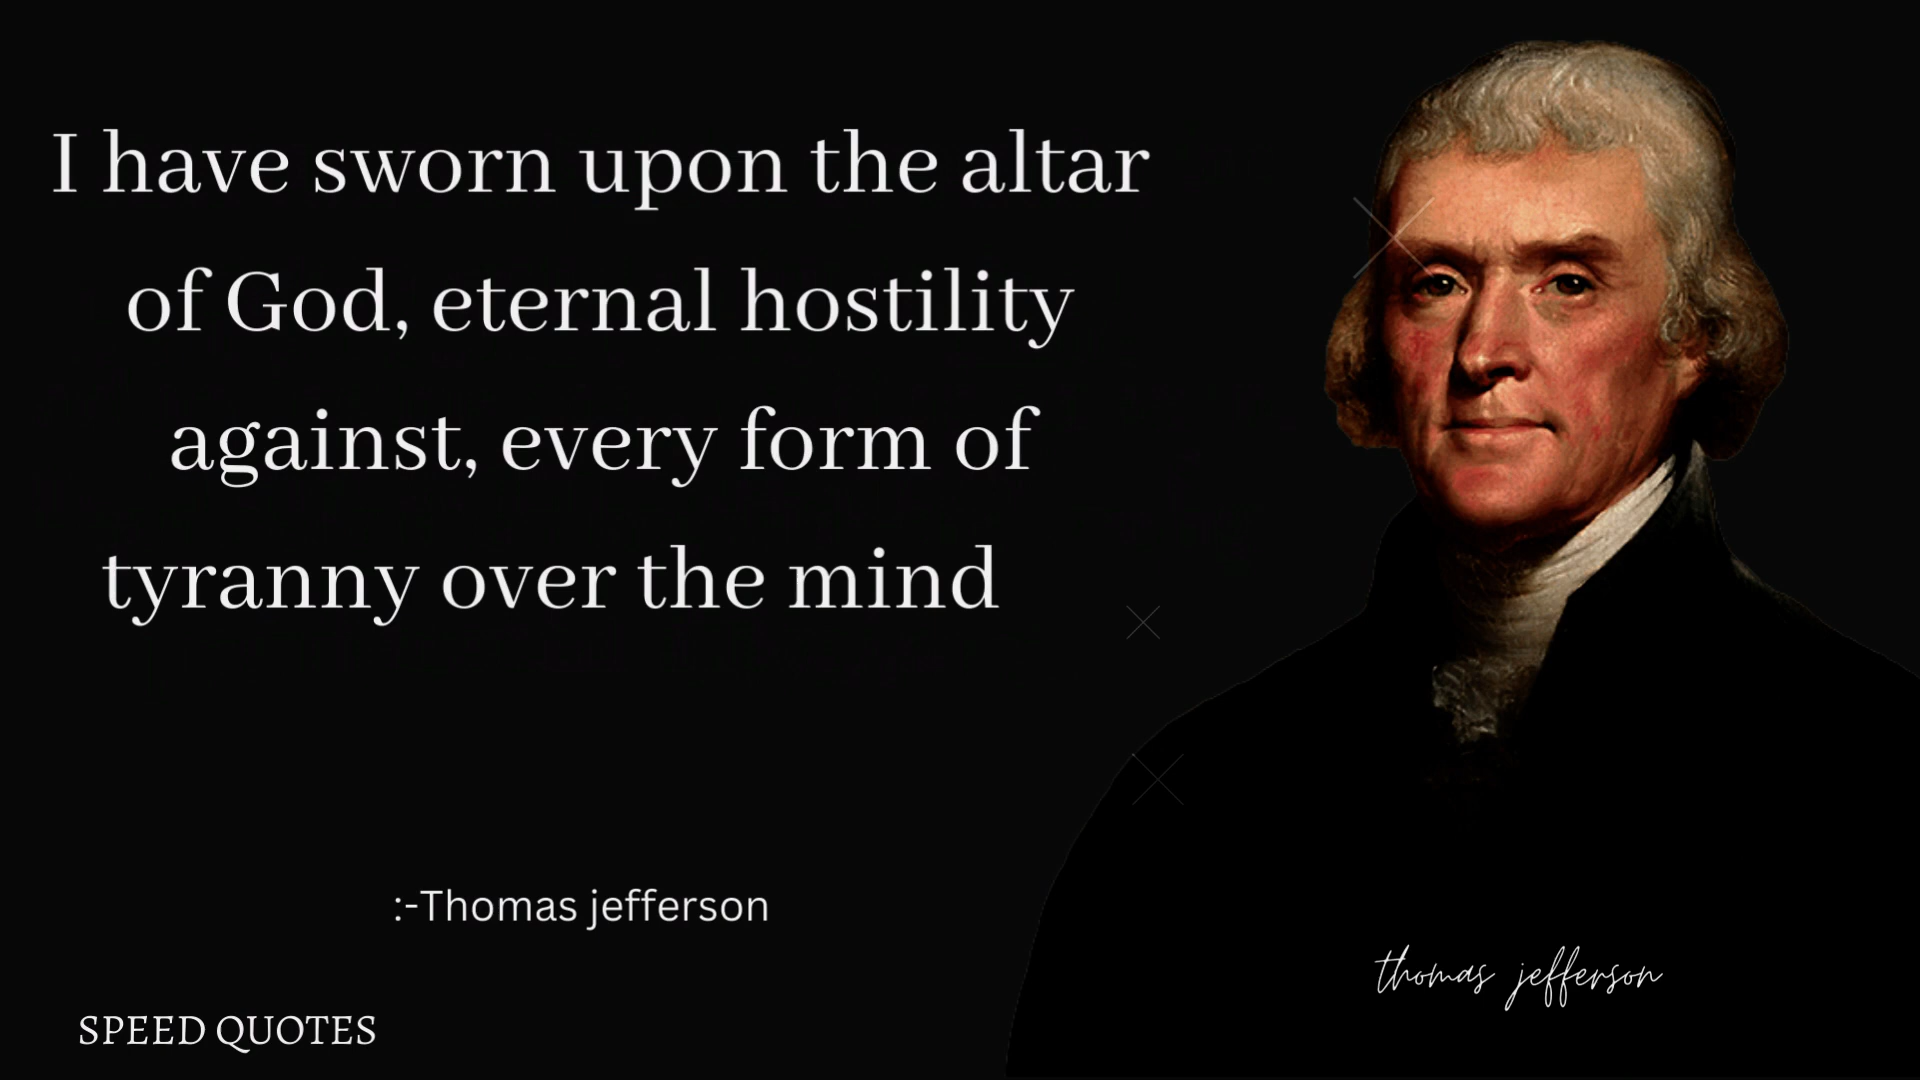 I have sworn upon the altar
of God, eternal hostility
against, every form of
tyranny over the mind
:-Thomas jefferson
thomas jefferson
SPEED QUOTES